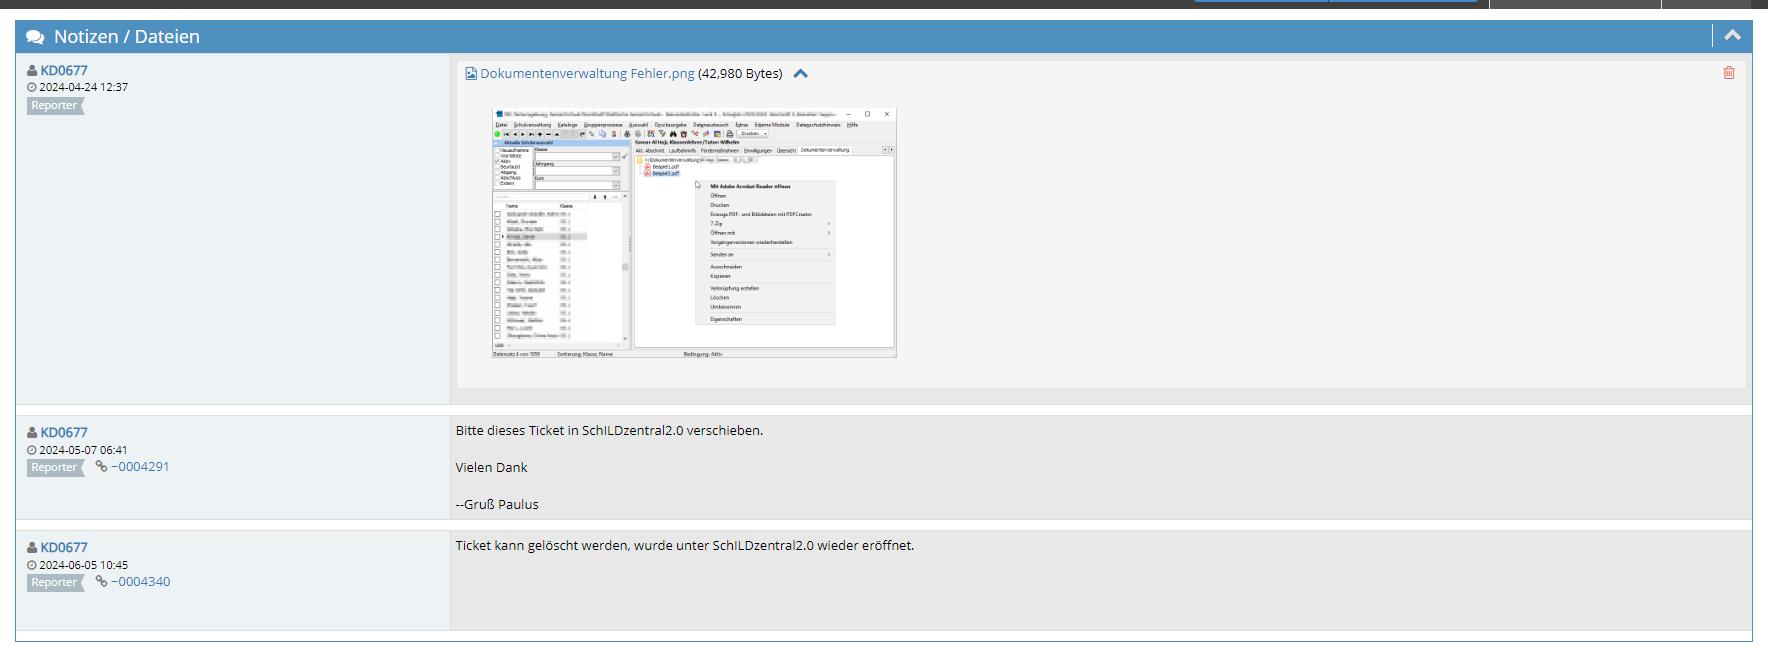 Notizen / Dateien
KD0677
2024-04-24 12:37
Reporter
Dokumentenverwaltung Fehler.png (42,980 Bytes)
Datei Schulverwaltung Kataloge Gruppenprozesse Auswahl Druckausgabe Datenaustausch Extras Externe Module Datenschutzhinweis Hilfe
Drucken
Aktuelle Schülerauswahl
Neuaufnahme
Warteliste
Aktiv
Beurlaubt
Abgang
Abschluss
Extern
Klasse
Jahrgang
Kurs
Name Klasse
Samar Al Haji, Klassenlehrer/Tutor: Wilhelm
Akt. Abschnitt Laufbahninfo Fördermaßnahmen Einwilligungen Übersicht Dokumentenverwaltung
Beispiel1.pdf
Beispiel2.pdf
Mit Adobe Acrobat Reader öffnen
Öffnen
Drucken
Erzeuge PDF- und Bilddateien mit PDFCreator
7-Zip
Öffnen mit
Vorgängerversionen wiederherstellen
Senden an
Ausschneiden
Kopieren
Verknüpfung erstellen
Löschen
Umbenennen
Eigenschaften
Datensatz 4 von 1059 Sortierung: Klasse, Name Bedingung: Aktiv
KD0677
2024-05-07 06:41
Reporter ~0004291
Bitte dieses Ticket in SchILDzentral2.0 verschieben.
Vielen Dank
--Gruß Paulus
KD0677
2024-06-05 10:45
Reporter ~0004340
Ticket kann gelöscht werden, wurde unter SchILDzentral2.0 wieder eröffnet.